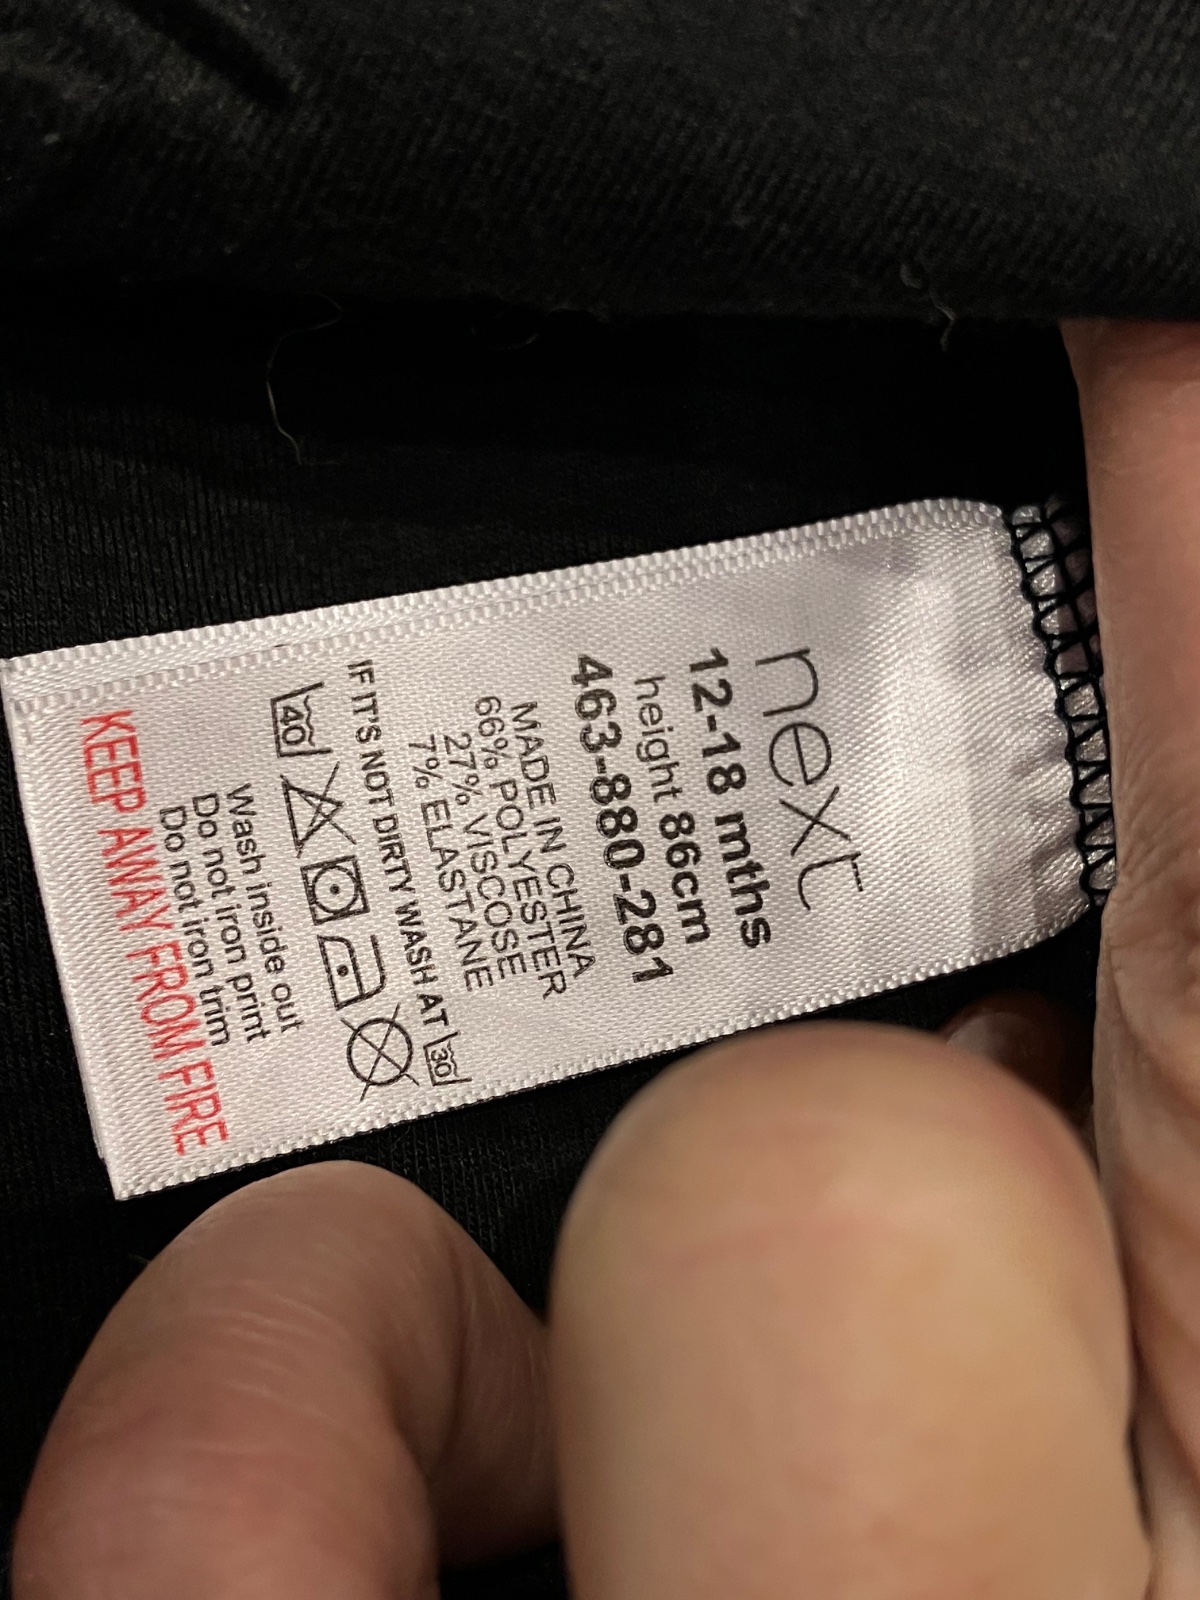 next
12-18 mths
height 86cm
463-880-281
MADE IN CHINA
66% POLYESTER
27% VISCOSE
7% ELASTANE
IF IT'S NOT DIRTY WASH AT 30
40
Wash inside out
Do not iron print
Do not iron trim
KEEP AWAY FROM FIRE